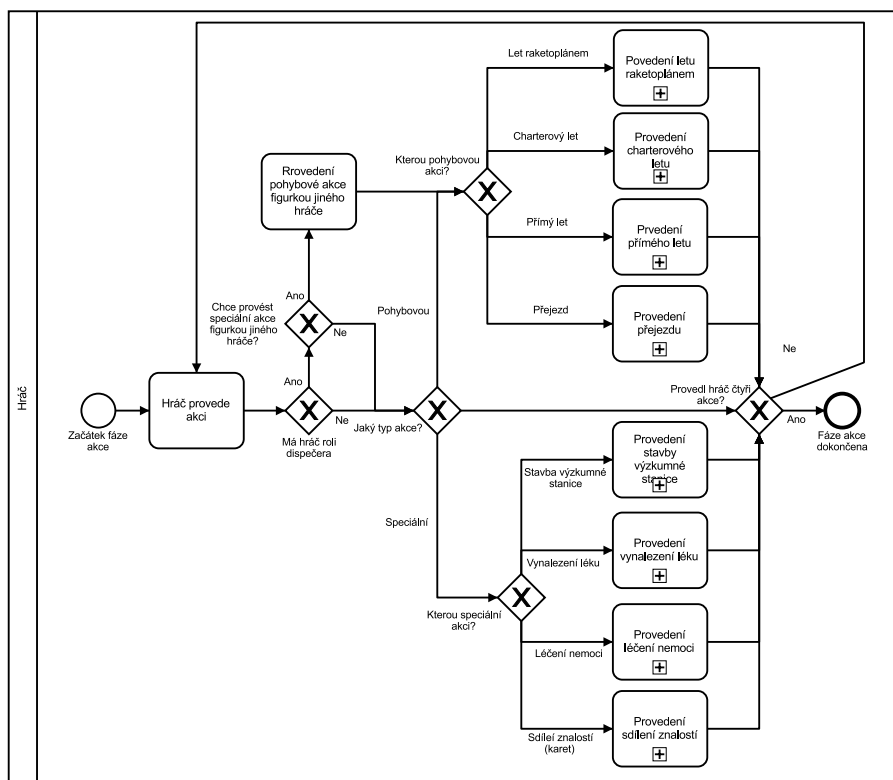 Hráč
Začátek fáze
akce
Hráč provede
akci
Má hráč roli
dispečera
Ano
Ne
Chce provést
speciální akce
figurkou jiného
hráče?
Ano
Ne
Rrovedení
pohybové akce
figurkou jiného
hráče
Jaký typ akce?
Pohybovou
Speciální
Kterou pohybovou
akci?
Let raketoplánem
Charterový let
Přímý let
Přejezd
Povedení letu
raketoplánem
Provedení
charterového
letu
Prvedení
přímého letu
Provedení
přejezdu
Kterou speciální
akci?
Stavba výzkumné
stanice
Vynalezení léku
Léčení nemoci
Sdíleí znalostí
(karet)
Provedení
stavby
výzkumné
stanice
Provedení
vynalezení léku
Provedení
léčení nemoci
Provedení
sdílení znalostí
Provedl hráč čtyři
akce?
Ne
Ano
Fáze akce
dokončena